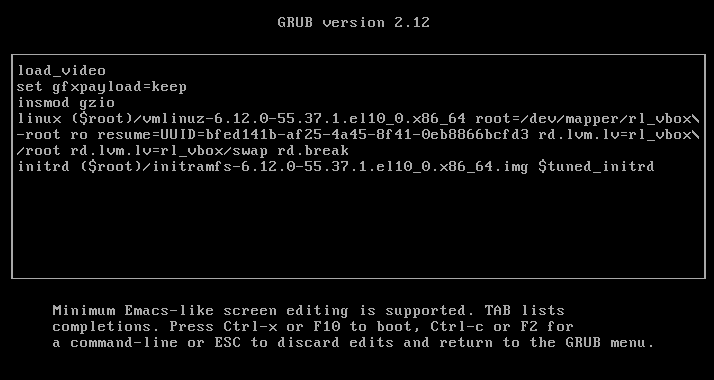 GRUB version 2.12
load_video
set gfxpayload=keep
insmod gzio
linux ($root)/vmlinuz-6.12.0-55.37.1.el10_0.x86_64 root=/dev/mapper/rl_vbox\
-root ro resume=UUID=bfed141b-af25-4a45-8f41-0eb8866bcfd3 rd.lvm.lv=rl_vbox\
/root rd.lvm.lv=rl_vbox/swap rd.break
initrd ($root)/initramfs-6.12.0-55.37.1.el10_0.x86_64.img $tuned_initrd
Minimum Emacs-like screen editing is supported. TAB lists
completions. Press Ctrl-x or F10 to boot, Ctrl-c or F2 for
a command-line or ESC to discard edits and return to the GRUB menu.